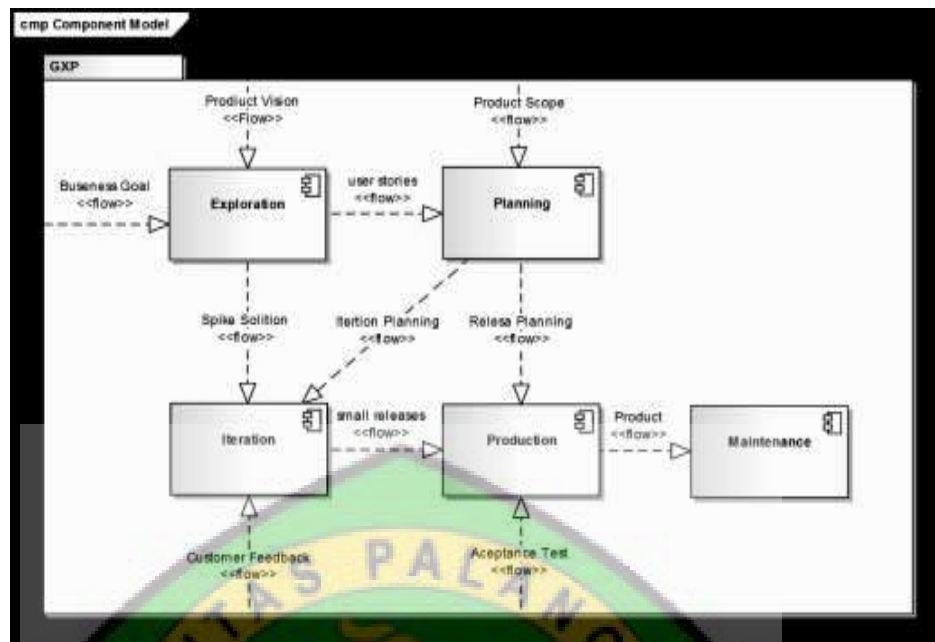 cmp Component Model
GXP
Prodiuct Vision
<<Flow>>
Product Scope
<<flow>>
Buseness Goal
<<flow>>
Exploration
user stories
<<flow>>
Planning
Spike Solition
<<flow>>
Itertion Planning
<<flow>>
Relesa Planning
<<flow>>
Iteration
small releases
<<flow>>
Production
Product
<<flow>>
Maintenance
Customer Feedback
<<flow>>
Aceptance Test
<<flow>>